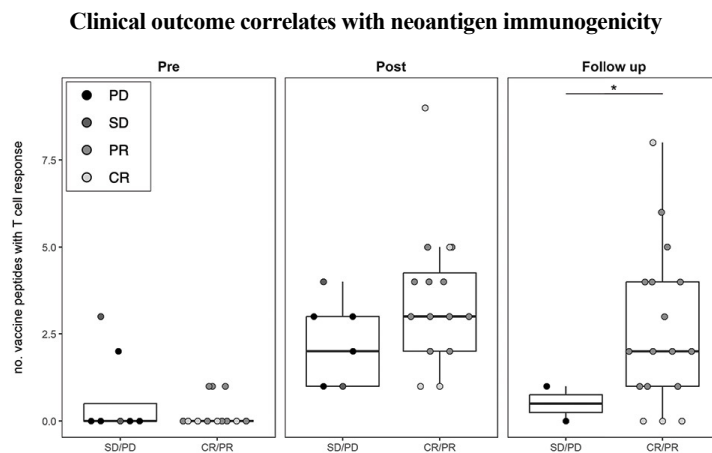 Clinical outcome correlates with neoantigen immunogenicity
Pre
Post
Follow up
PD
SD
PR
CR
*
no. vaccine peptides with T cell response
7.5
5.0
2.5
0.0
SD/PD
CR/PR
SD/PD
CR/PR
SD/PD
CR/PR